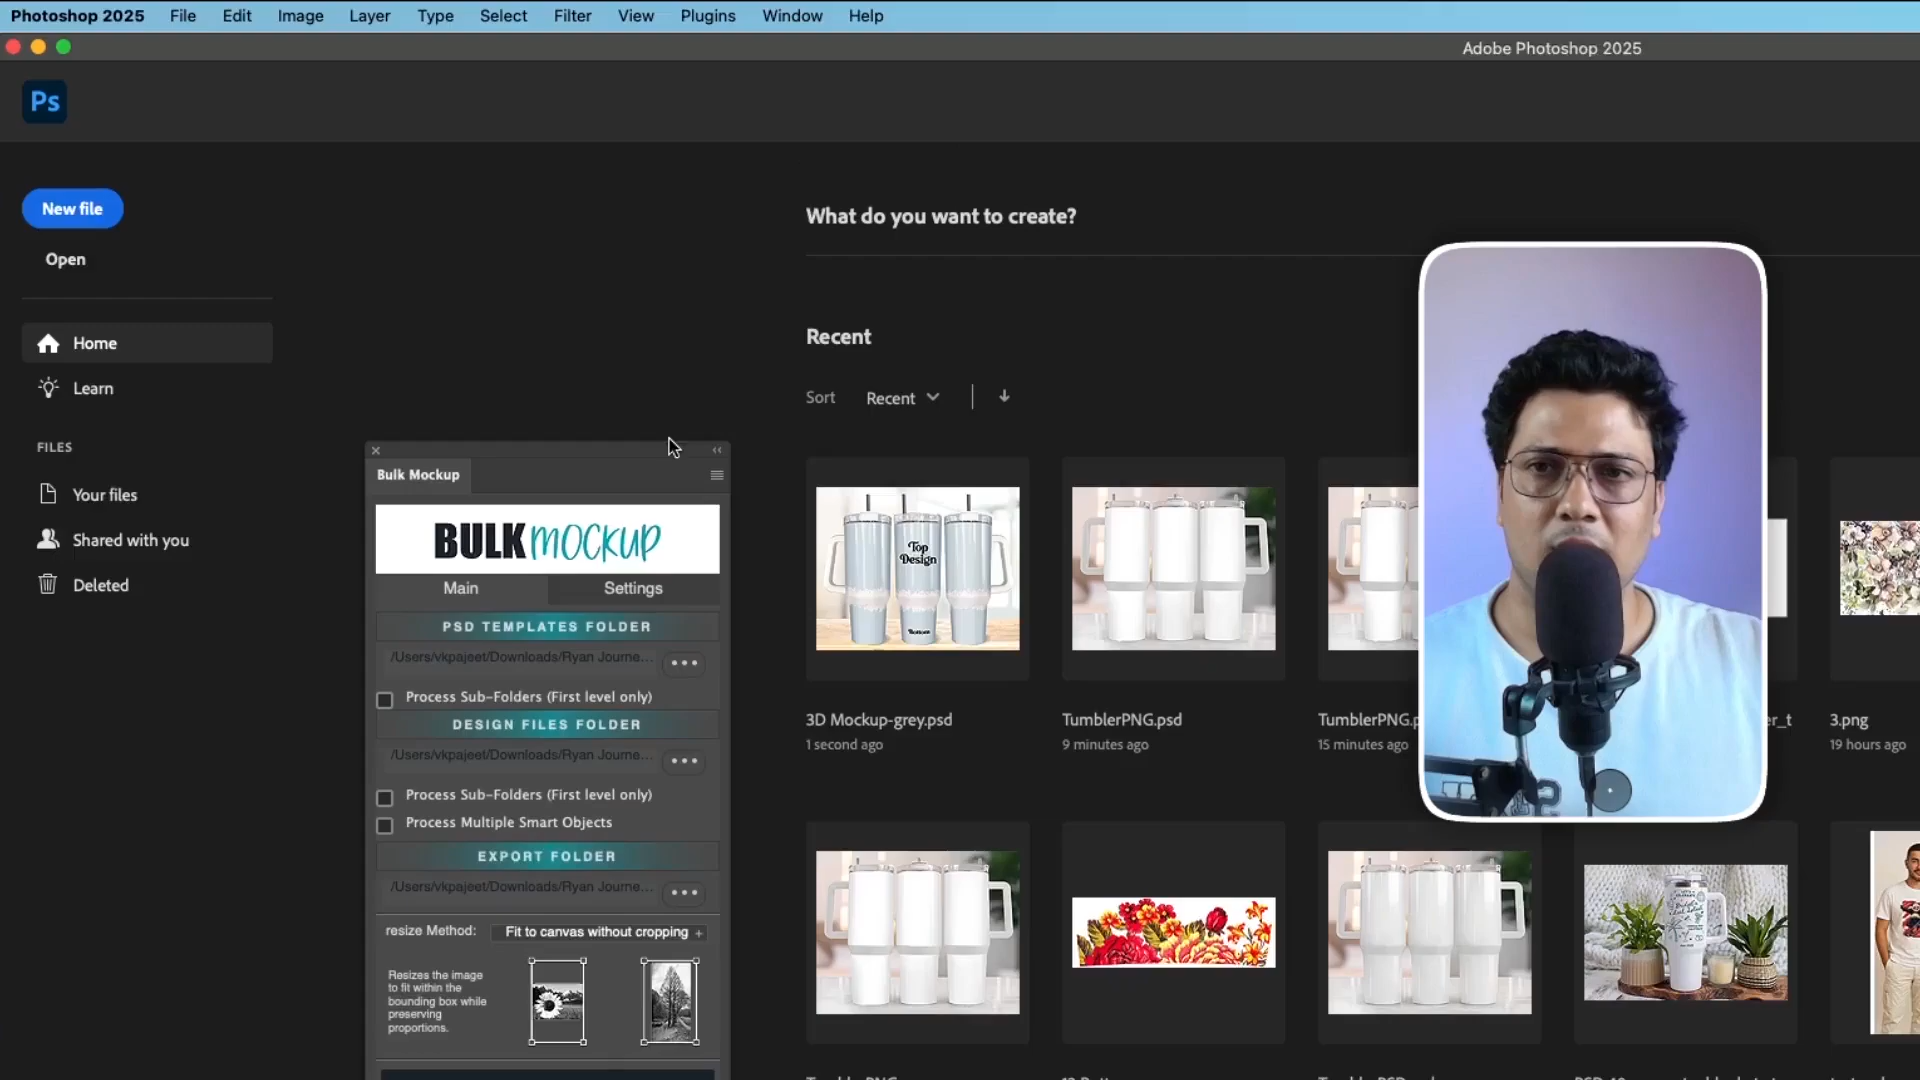 Photoshop 2025 File Edit Image Layer Type Select Filter View Plugins Window Help
Adobe Photoshop 2025
Ps
New file
Open
Home
Learn
FILES
Your files
Shared with you
Deleted
Bulk Mockup
BULK MOCKUP
Main Settings
PSD TEMPLATES FOLDER
/Users/vkpajeet/Downloads/Ryan Journe...
Process Sub-Folders (First level only)
DESIGN FILES FOLDER
/Users/vkpajeet/Downloads/Ryan Journe...
Process Sub-Folders (First level only)
Process Multiple Smart Objects
EXPORT FOLDER
/Users/vkpajeet/Downloads/Ryan Journe...
resize Method: Fit to canvas without cropping
Resizes the image
to fit within the
bounding box while
preserving
proportions.
What do you want to create?
Recent
Sort Recent
Top
Design
Bottom
3D Mockup-grey.psd
1 second ago
TumblerPNG.psd
9 minutes ago
TumblerPNG.p
15 minutes ago
er_t
3.png
19 hours ago